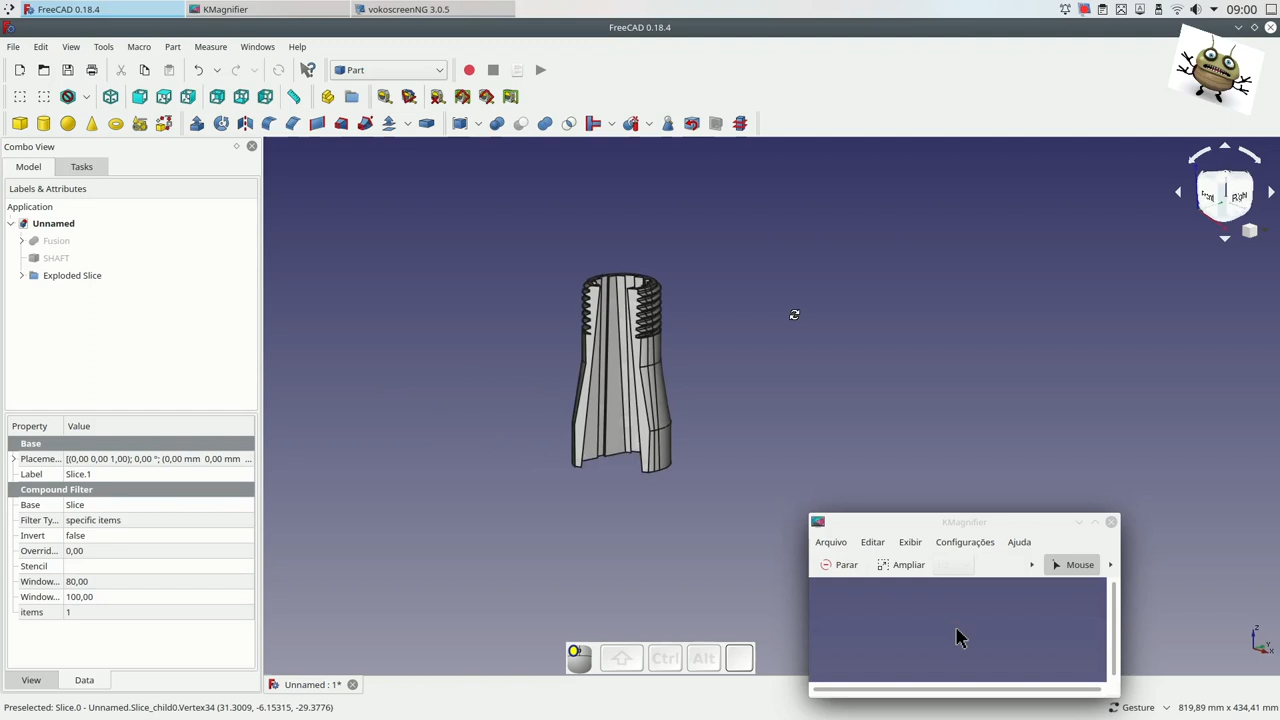 FreeCAD 0.18.4
KMagnifier
vokoscreenNG 3.0.5
09:00
FreeCAD 0.18.4
File Edit View Tools Macro Part Measure Windows Help
Part
Combo View
Model Tasks
Labels & Attributes
Application
Unnamed
Fusion
SHAFT
Exploded Slice
Front Right
Property Value
Base
Placeme... [(0,00 0,00 1,00); 0,00 °; (0,00 mm 0,00 mm ...
Label Slice.1
Compound Filter
Base Slice
Filter Ty... specific items
Invert false
Overrid... 0,00
Stencil
Window... 80,00
Window... 100,00
items 1
KMagnifier
Arquivo Editar Exibir Configurações Ajuda
Parar Ampliar Mouse
Ctrl Alt
Z
Y X
View Data
Unnamed : 1*
Preselected: Slice.0 - Unnamed.Slice_child0.Vertex34 (31.3009, -6.15315, -29.3776)
Gesture 819,89 mm x 434,41 mm